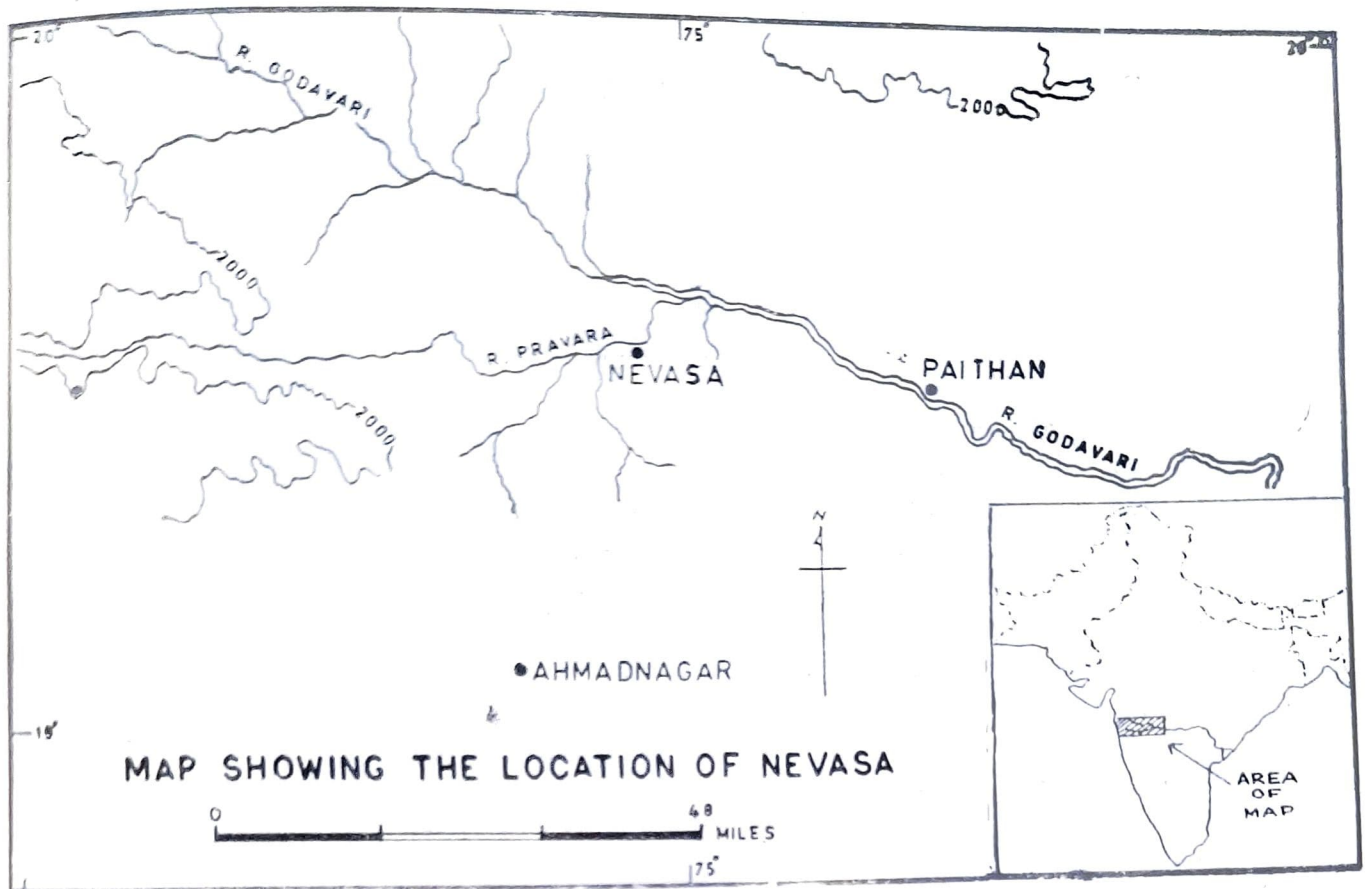 20°
75°
20°
R. GODAVARI
2000
2000
R. PRAVARA
NEVASA
PAITHAN
2000
R. GODAVARI
N
AHMADNAGAR
19°
MAP SHOWING THE LOCATION OF NEVASA
0 48
MILES
75°
AREA
OF
MAP